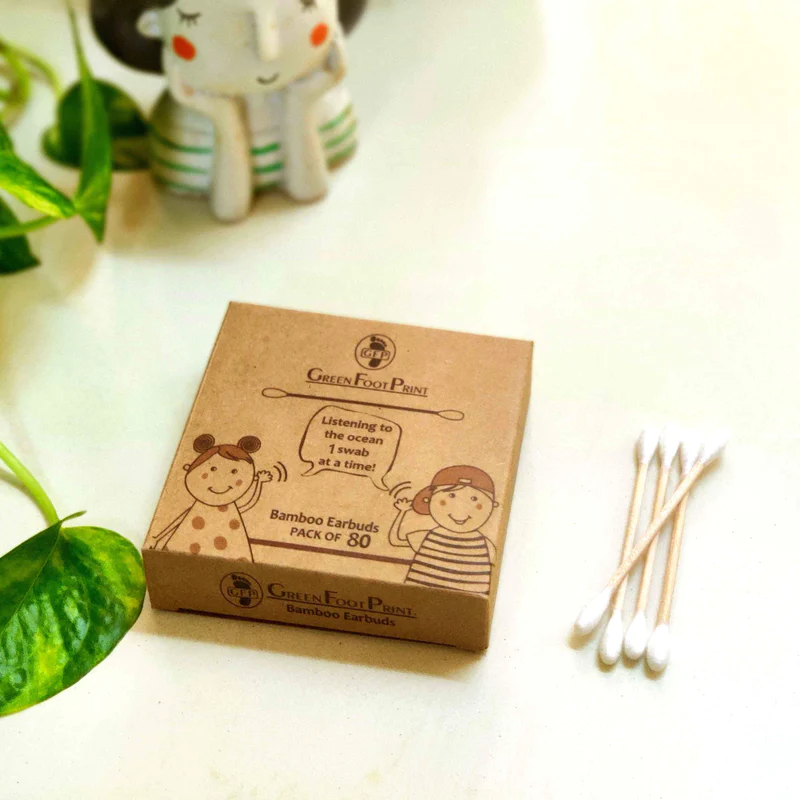 GFP
GREEN FOOT PRINT
Listening to
the ocean
1 swab
at a time!
Bamboo Earbuds
PACK OF 80
GFP
GREEN FOOT PRINT.
Bamboo Earbuds